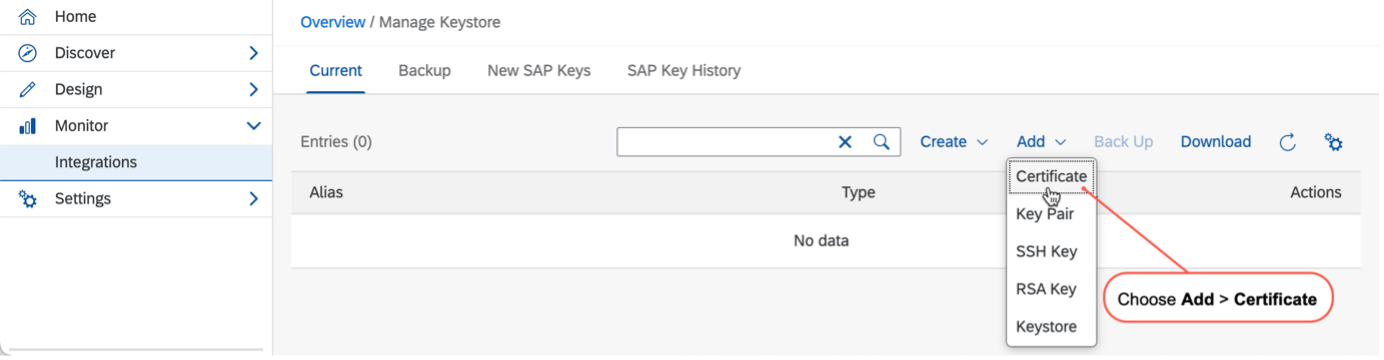 Home
Discover
Design
Monitor
Integrations
Settings
Overview / Manage Keystore
Current Backup New SAP Keys SAP Key History
Entries (0) Create Add Back Up Download
Alias Type Actions
No data
Certificate
Key Pair
SSH Key
RSA Key
Keystore
Choose Add > Certificate